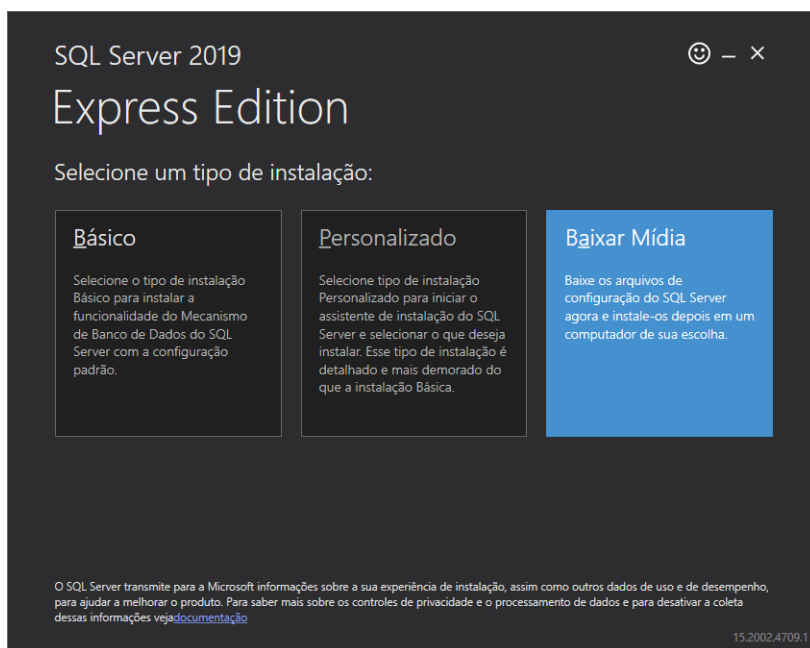 SQL Server 2019
Express Edition
Selecione um tipo de instalação:
Básico
Selecione o tipo de instalação
Básico para instalar a
funcionalidade do Mecanismo
de Banco de Dados do SQL
Server com a configuração
padrão.
Personalizado
Selecione tipo de instalação
Personalizado para iniciar o
assistente de instalação do SQL
Server e selecionar o que deseja
instalar. Esse tipo de instalação é
detalhado e mais demorado do
que a instalação Básica.
Baixar Mídia
Baixe os arquivos de
configuração do SQL Server
agora e instale-os depois em um
computador de sua escolha.
O SQL Server transmite para a Microsoft informações sobre a sua experiência de instalação, assim como outros dados de uso e de desempenho,
para ajudar a melhorar o produto. Para saber mais sobre os controles de privacidade e o processamento de dados e para desativar a coleta
dessas informações vejadocumentação
15.2002.4709.1